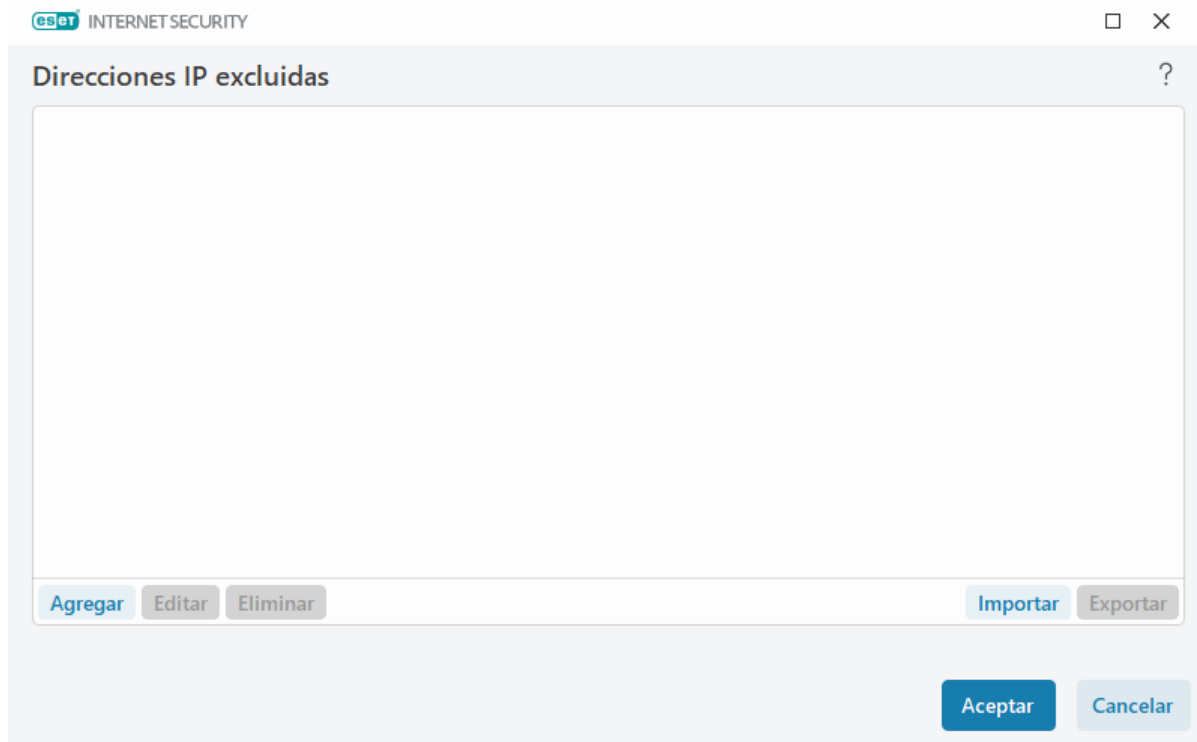 eset INTERNET SECURITY
Direcciones IP excluidas
?
Agregar Editar Eliminar Importar Exportar
Aceptar Cancelar